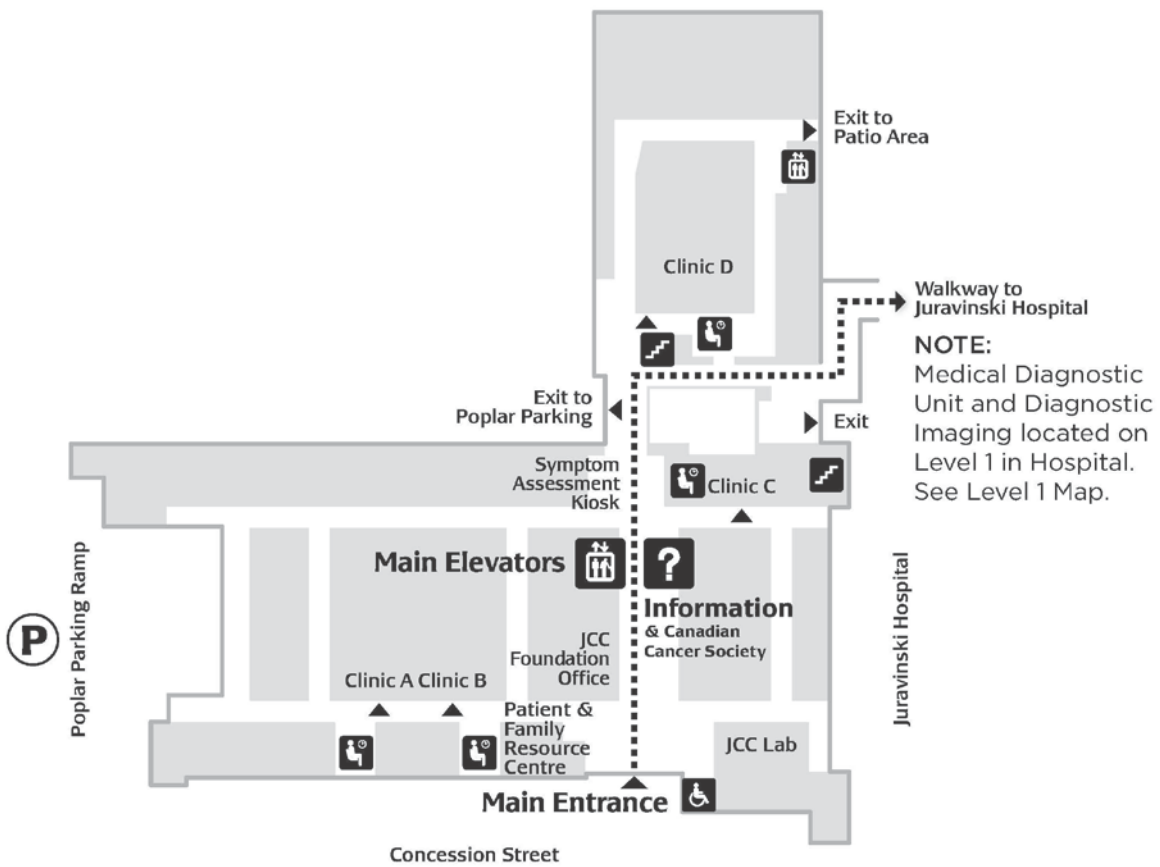 Exit to
Patio Area
Clinic D
Walkway to
Juravinski Hospital
NOTE:
Medical Diagnostic
Unit and Diagnostic
Imaging located on
Level 1 in Hospital.
See Level 1 Map.
Exit to
Poplar Parking
Exit
Symptom
Assessment
Kiosk
Clinic C
Main Elevators
?
Information
& Canadian
Cancer Society
P
Poplar Parking Ramp
Juravinski Hospital
JCC
Foundation
Office
Clinic A Clinic B
Patient &
Family
Resource
Centre
JCC Lab
Main Entrance
Concession Street